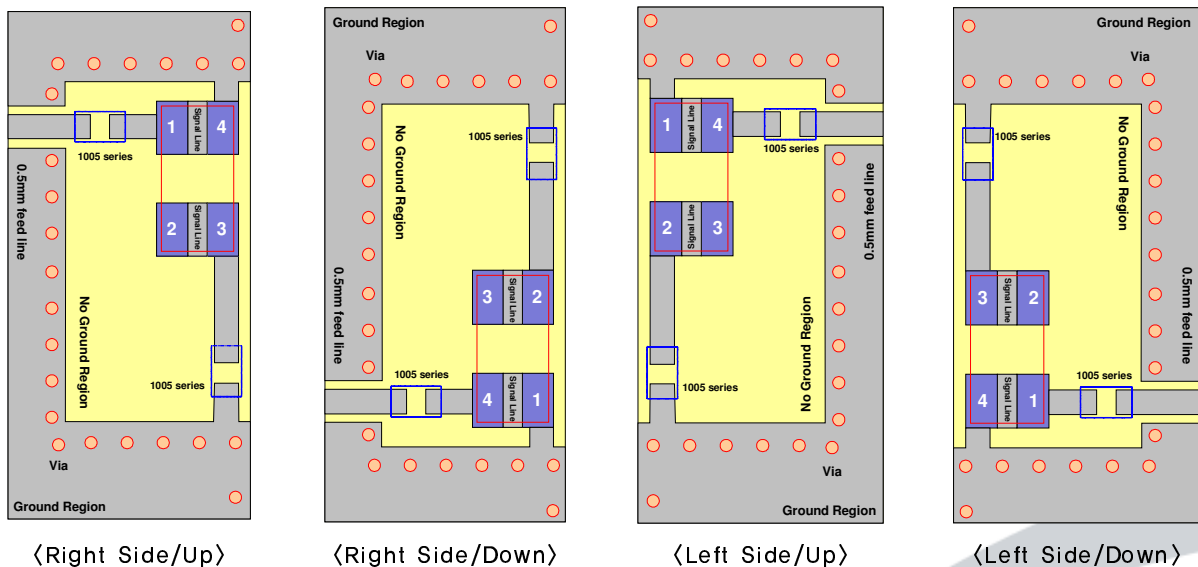 1
Signal Line
4
1005 series
2
Signal Line
3
0.5mm feed line
No Ground Region
1005 series
Via
Ground Region
〈Right Side/Up〉
Ground Region
Via
No Ground Region
1005 series
0.5mm feed line
3
Signal Line
2
1005 series
4
Signal Line
1
〈Right Side/Down〉
1
Signal Line
4
1005 series
2
Signal Line
3
0.5mm feed line
No Ground Region
1005 series
Via
Ground Region
〈Left Side/Up〉
Ground Region
Via
No Ground Region
1005 series
0.5mm feed line
3
Signal Line
2
1005 series
4
Signal Line
1
〈Left Side/Down〉